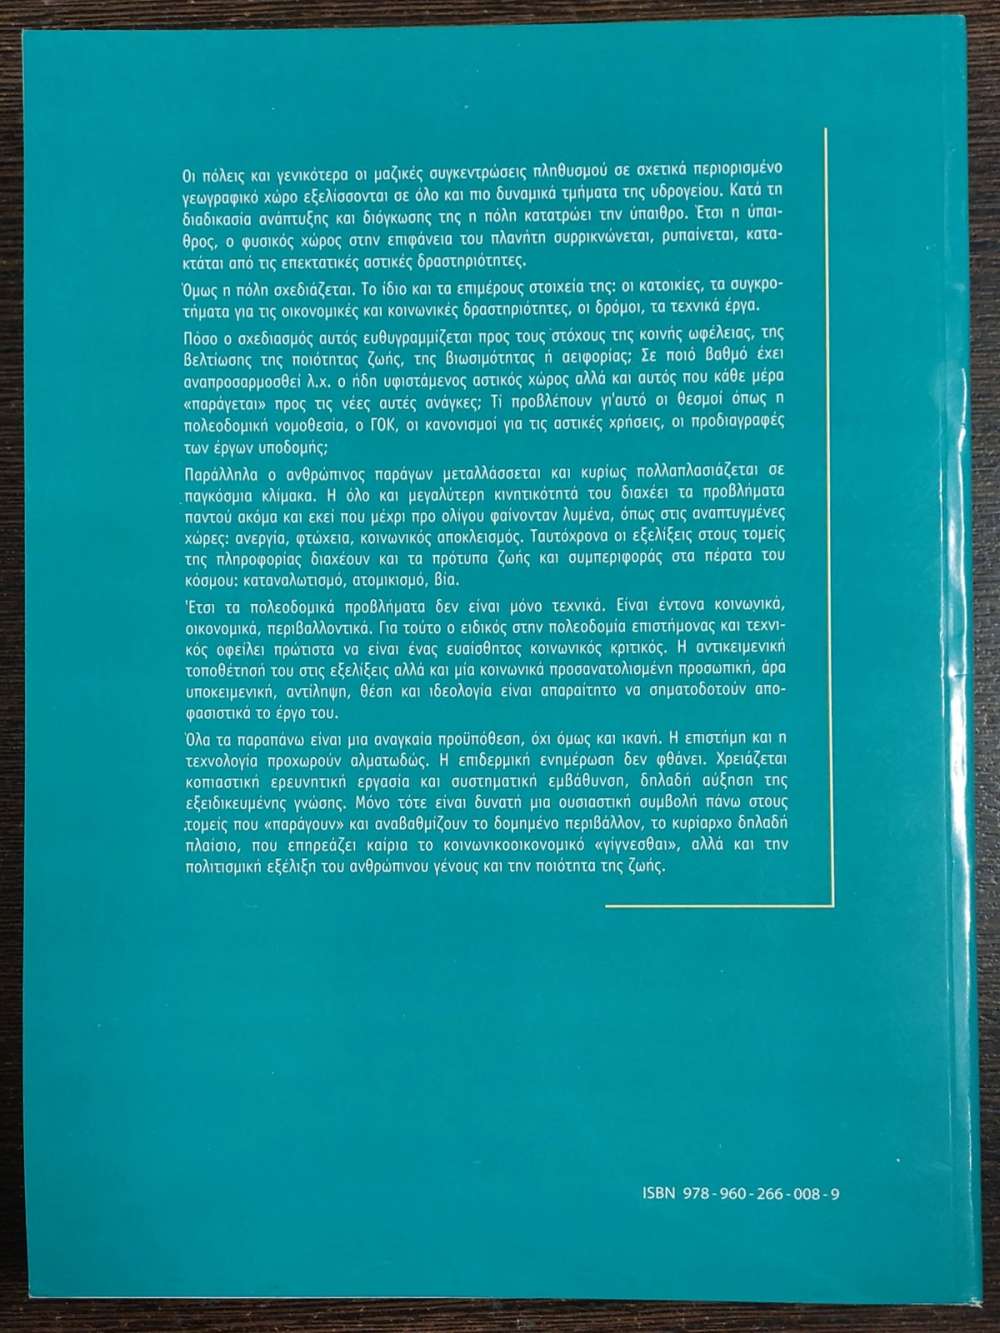 Οι πόλεις και γενικότερα οι μαζικές συγκεντρώσεις πληθυσμού σε σχετικά περιορισμένο
γεωγραφικό χώρο εξελίσσονται σε όλο και πιο δυναμικά τμήματα της υδρογείου. Κατά τη
διαδικασία ανάπτυξης και διόγκωσης της η πόλη κατατρώει την ύπαιθρο. Έτσι η ύπαι-
θρος, ο φυσικός χώρος στην επιφάνεια του πλανήτη συρρικνώνεται, ρυπαίνεται, κατα-
κτάται από τις επεκτατικές αστικές δραστηριότητες.
Όμως η πόλη σχεδιάζεται. Το ίδιο και τα επιμέρους στοιχεία της: οι κατοικίες, τα συγκρο-
τήματα για τις οικονομικές και κοινωνικές δραστηριότητες, οι δρόμοι, τα τεχνικά έργα.
Πόσο ο σχεδιασμός αυτός ευθυγραμμίζεται προς τους στόχους της κοινής ωφέλειας, της
βελτίωσης της ποιότητας ζωής, της βιωσιμότητας ή αειφορίας; Σε ποιό βαθμό έχει
αναπροσαρμοσθεί λ.χ. ο ήδη υφιστάμενος αστικός χώρος αλλά και αυτός που κάθε μέρα
«παράγεται» προς τις νέες αυτές ανάγκες; Τί προβλέπουν γι'αυτό οι θεσμοί όπως η
πολεοδομική νομοθεσία, ο ΓΟΚ, οι κανονισμοί για τις αστικές χρήσεις, οι προδιαγραφές
των έργων υποδομής;
Παράλληλα ο ανθρώπινος παράγων μεταλλάσσεται και κυρίως πολλαπλασιάζεται σε
παγκόσμια κλίμακα. Η όλο και μεγαλύτερη κινητικότητά του διαχέει τα προβλήματα
παντού ακόμα και εκεί που μέχρι προ ολίγου φαίνονταν λυμένα, όπως στις αναπτυγμένες
χώρες: ανεργία, φτώχεια, κοινωνικός αποκλεισμός. Ταυτόχρονα οι εξελίξεις στους τομείς
της πληροφορίας διαχέουν και τα πρότυπα ζωής και συμπεριφοράς στα πέρατα του
κόσμου: καταναλωτισμό, ατομικισμό, βία.
Έτσι τα πολεοδομικά προβλήματα δεν είναι μόνο τεχνικά. Είναι έντονα κοινωνικά,
οικονομικά, περιβαλλοντικά. Για τούτο ο ειδικός στην πολεοδομία επιστήμονας και τεχνι-
κός οφείλει πρώτιστα να είναι ένας ευαίσθητος κοινωνικός κριτικός. Η αντικειμενική
τοποθέτησή του στις εξελίξεις αλλά και μία κοινωνικά προσανατολισμένη προσωπική, άρα
υποκειμενική, αντίληψη, θέση και ιδεολογία είναι απαραίτητο να σηματοδοτούν απο-
φασιστικά το έργο του.
Όλα τα παραπάνω είναι μια αναγκαία προϋπόθεση, όχι όμως και ικανή. Η επιστήμη και η
τεχνολογία προχωρούν αλματωδώς. Η επιδερμική ενημέρωση δεν φθάνει. Χρειάζεται
κοπιαστική ερευνητική εργασία και συστηματική εμβάθυνση, δηλαδή αύξηση της
εξειδικευμένης γνώσης. Μόνο τότε είναι δυνατή μια ουσιαστική συμβολή πάνω στους
τομείς που «παράγουν» και αναβαθμίζουν το δομημένο περιβάλλον, το κυρίαρχο δηλαδή
πλαίσιο, που επηρεάζει καίρια το κοινωνικοοικονομικό «γίγνεσθαι», αλλά και την
πολιτισμική εξέλιξη του ανθρώπινου γένους και την ποιότητα της ζωής.
ISBN 978-960-266-008-9